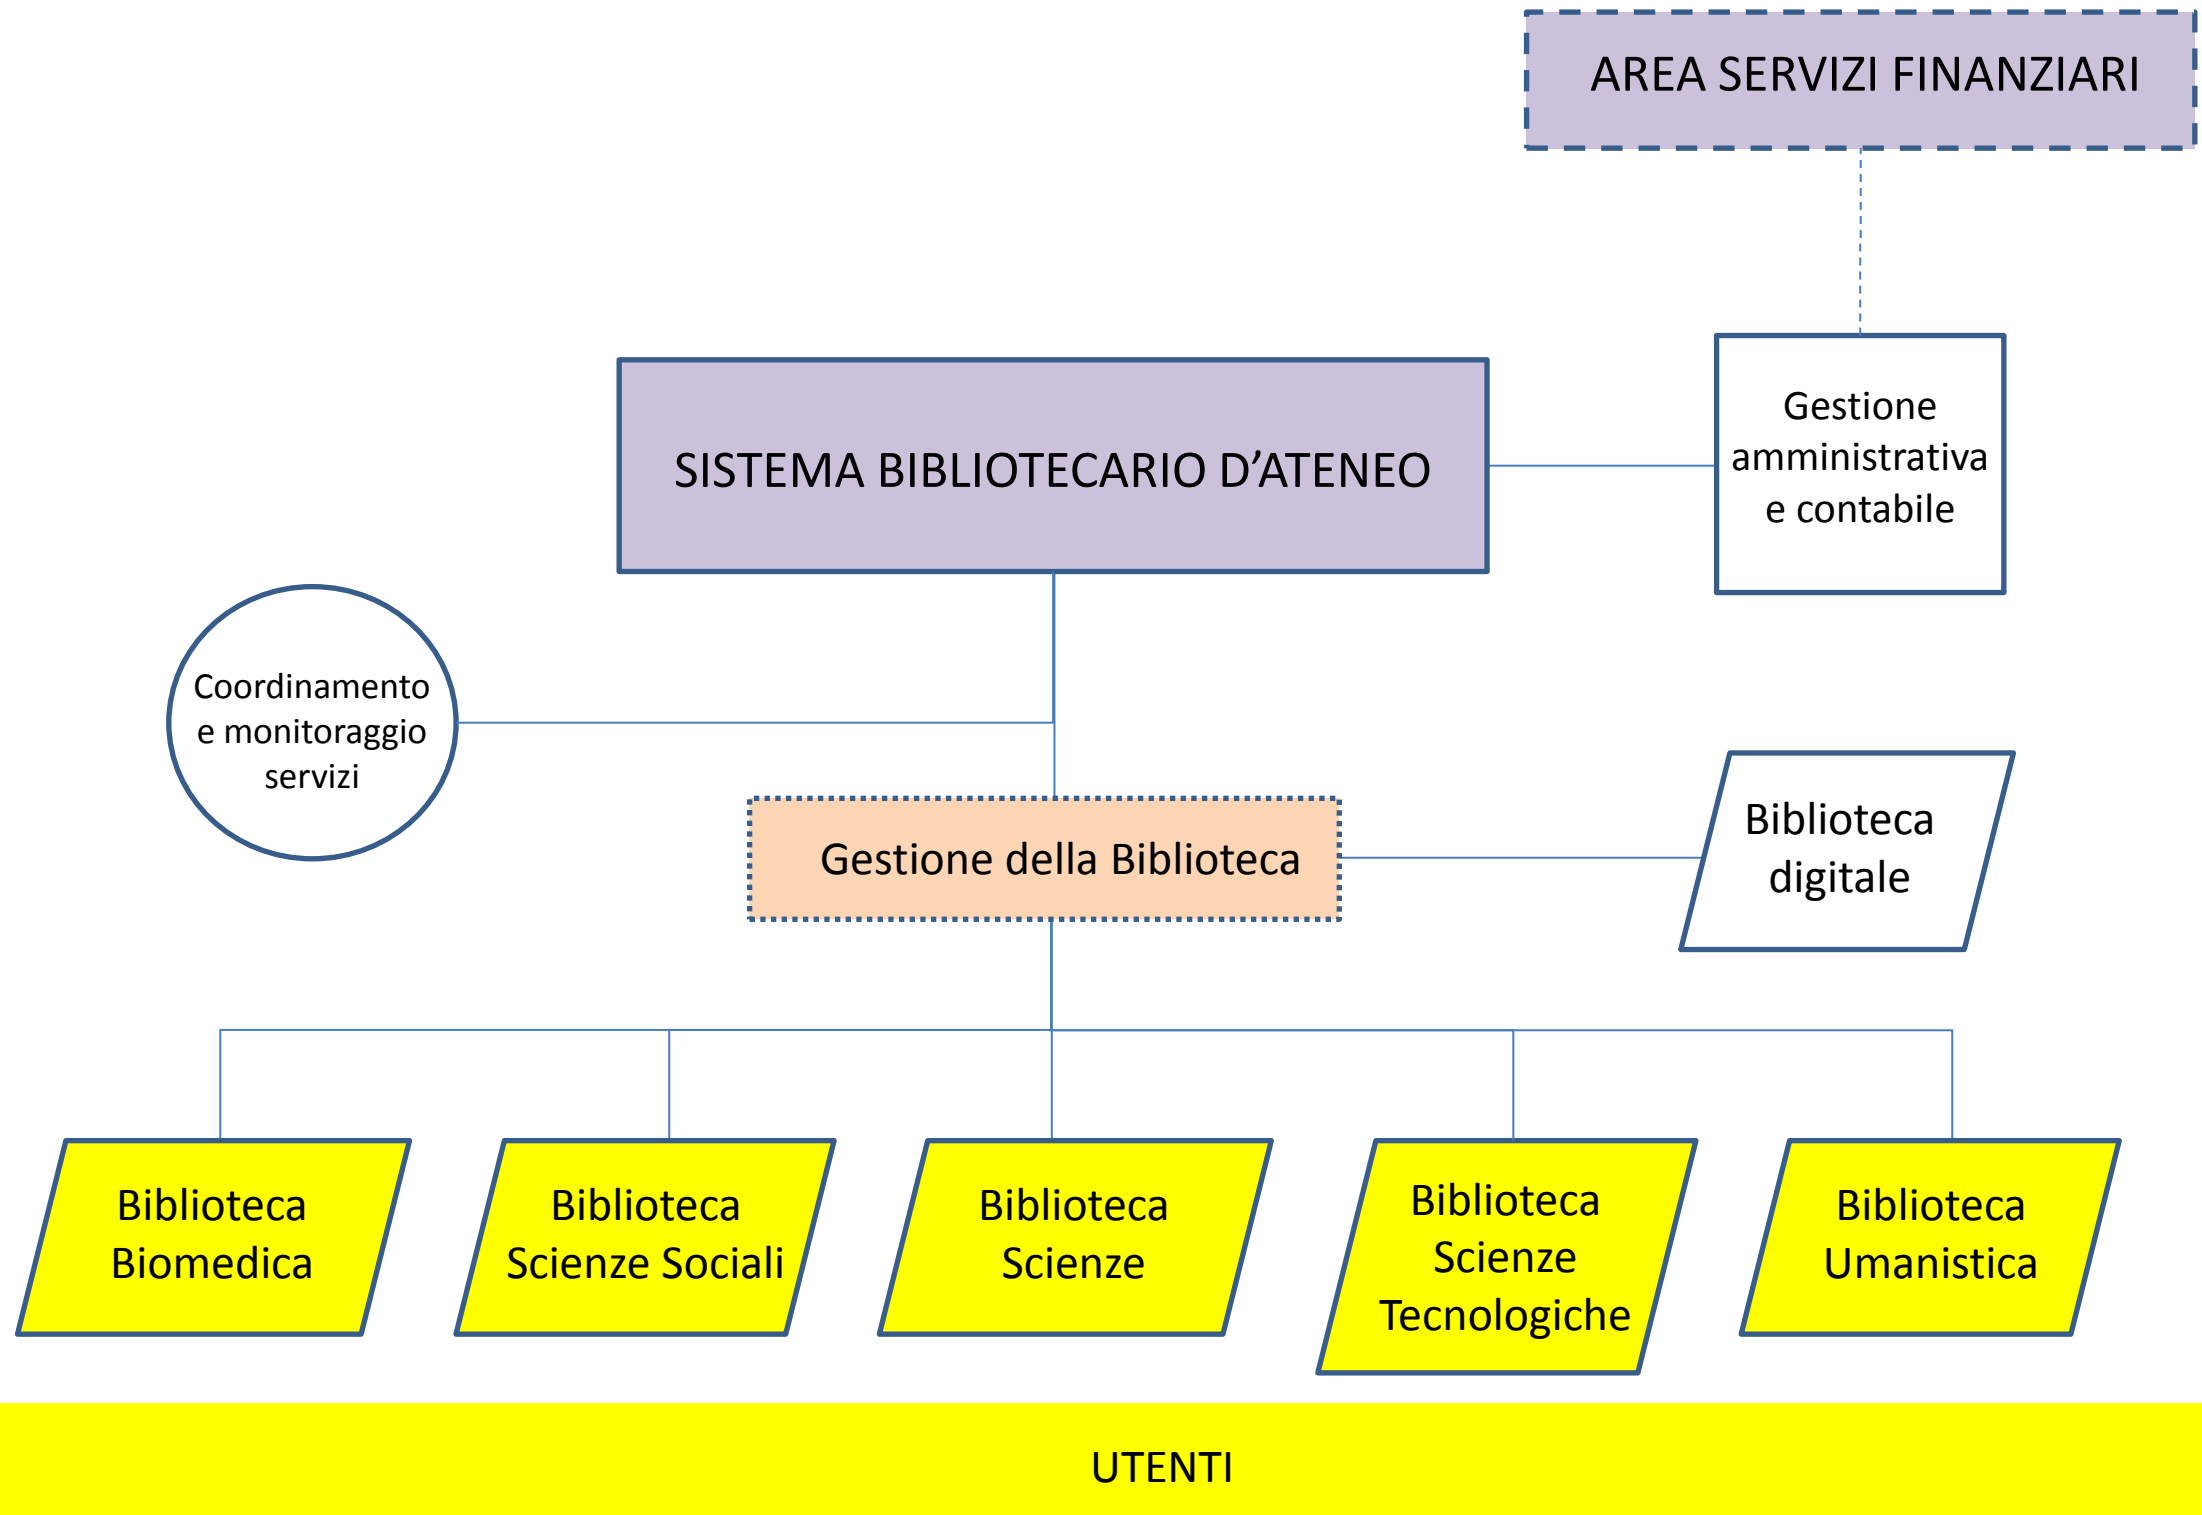 AREA SERVIZI FINANZIARI
SISTEMA BIBLIOTECARIO D’ATENEO
Gestione
amministrativa
e contabile
Coordinamento
e monitoraggio
servizi
Gestione della Biblioteca
Biblioteca
digitale
Biblioteca
Biomedica
Biblioteca
Scienze Sociali
Biblioteca
Scienze
Biblioteca
Scienze
Tecnologiche
Biblioteca
Umanistica
UTENTI